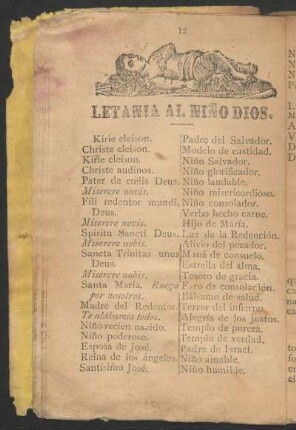 12
LETANIA AL NIÑO DIOS.
Kirie eleison.
Christe eleison.
Kirie eleison.
Christe audinos.
Pater de cœlis Deus.
Miserere novis.
Fili redentor mundi
Deus.
Miserere novis.
Spiritu Sancti Deus.
Miserere nobis.
Sancta Trinitas unus
Deus.
Miserere nobis.
Santa María. Ruega
por nosotros.
Madre del Redentor.
Te alabamos todos.
Niño recien nacido.
Niño poderoso.
Esposa de José.
Reina de los ángeles.
Santísimo José.
Padre del Salvador.
Modelo de castidad.
Niño Salvador.
Niño glorificador.
Niño laudable.
Niño misericordioso.
Niño consolador.
Verbo hecho carne.
Hijo de María.
Luz de la Redención.
Alivio del pecador.
Maná de consuelo.
Estrella del alma.
Tesoro de gracia.
Faro de consolación.
Bálsamo de salud.
Terror del infierno.
Alegria de los justos.
Templo de pureza.
Templo de verdad.
Padre de Israel.
Niño amable.
Niño humilde.